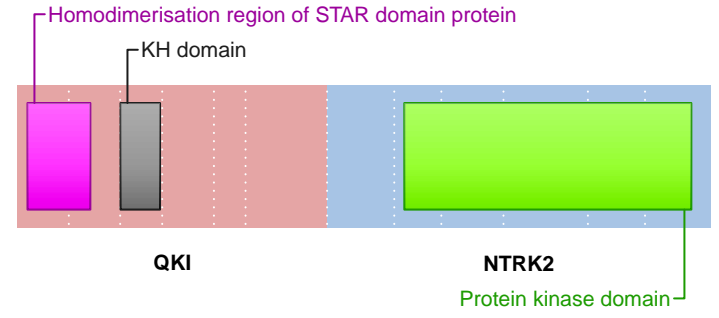 Homodimerisation region of STAR domain protein
KH domain
QKI
NTRK2
Protein kinase domain